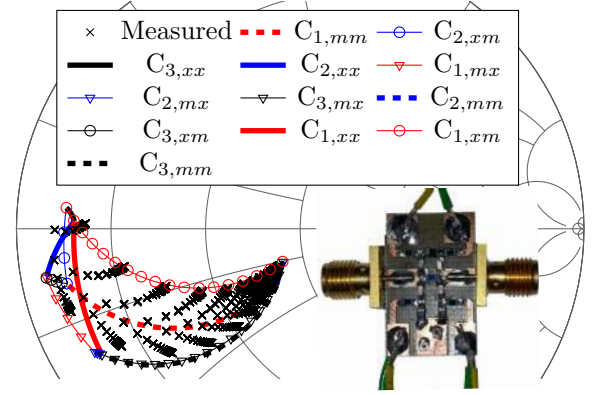 Measured C1,mm C2,xm
C3,xx C2,xx C1,mx
C2,mx C3,mx C2,mm
C3,xm C1,xx C1,xm
C3,mm